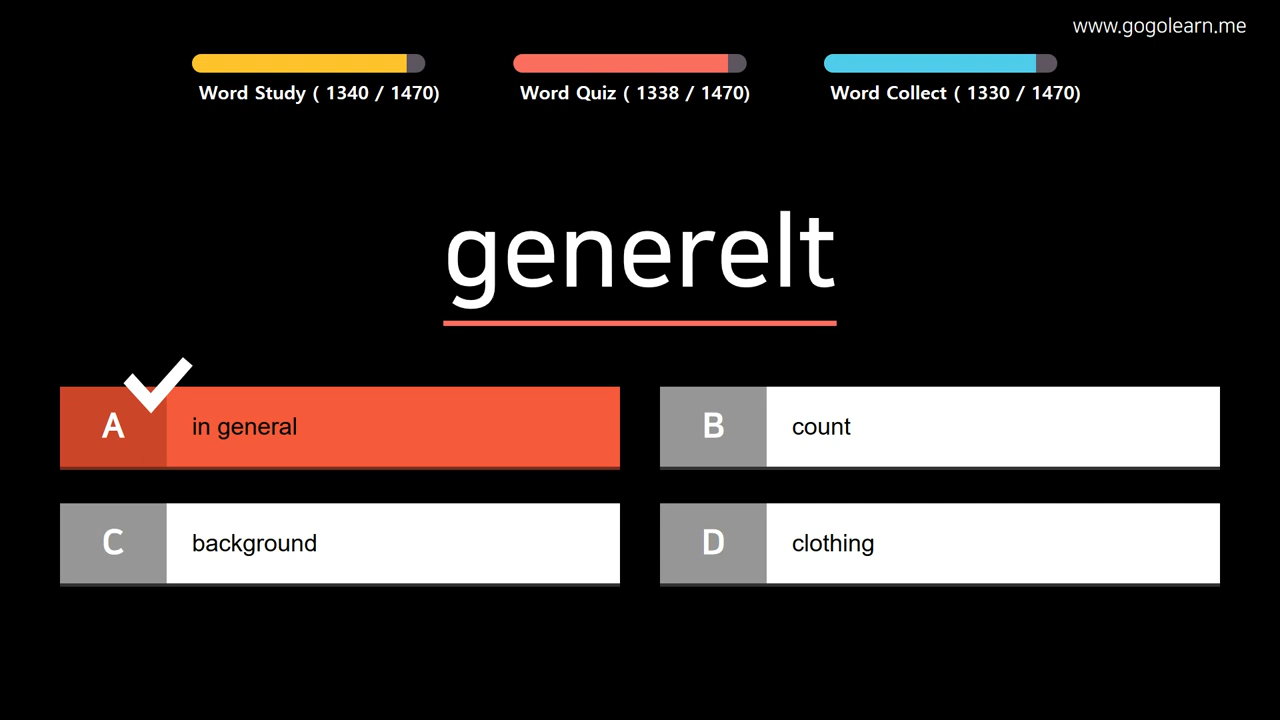 www.gogolearn.me
Word Study ( 1340 / 1470)
Word Quiz ( 1338 / 1470)
Word Collect ( 1330 / 1470)
generelt
A in general
B count
C background
D clothing